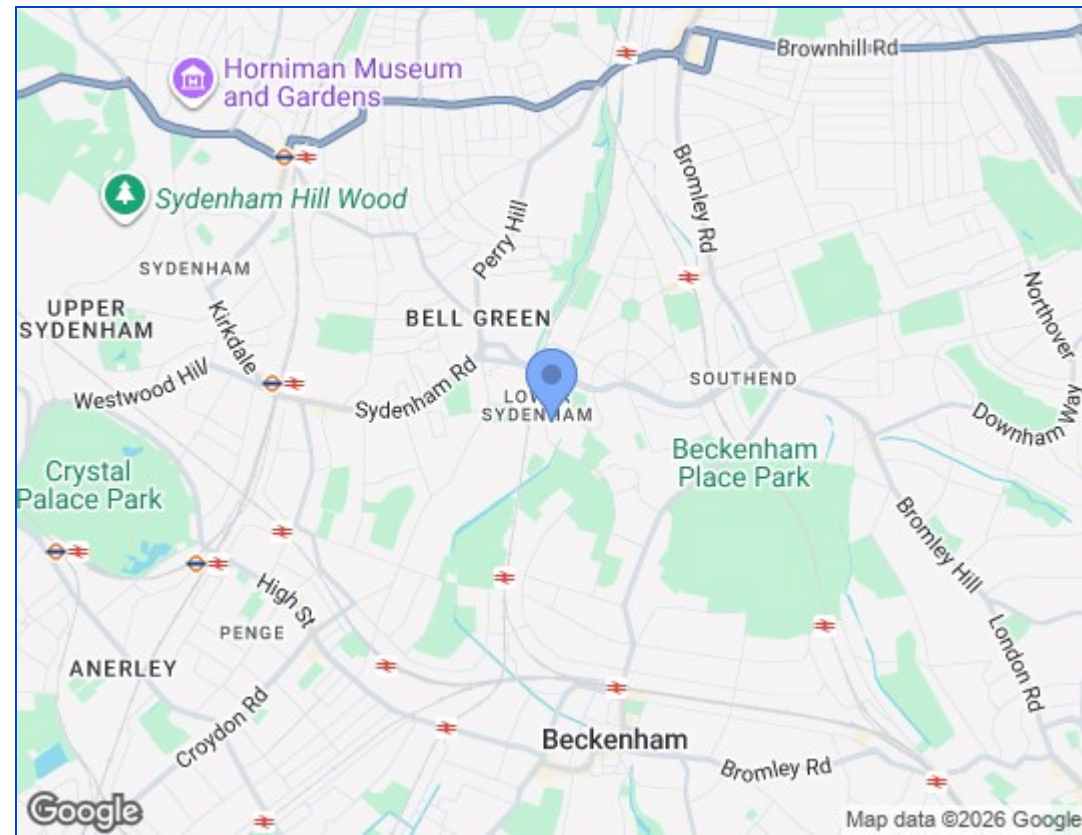 Brownhill Rd
Horniman Museum
and Gardens
Bromley Rd
Sydenham Hill Wood
Perry Hill
SYDENHAM
Northover
UPPER
SYDENHAM
Kirkdale
BELL GREEN
Westwood Hill
Sydenham Rd
SOUTHEND
SYDENHAM
Downham Way
Crystal
Palace Park
Beckenham
Place Park
Bromley Hill
High St
PENGE
London Rd
ANERLEY
Croydon Rd
Beckenham
Bromley Rd
Google
Map data ©2026 Google